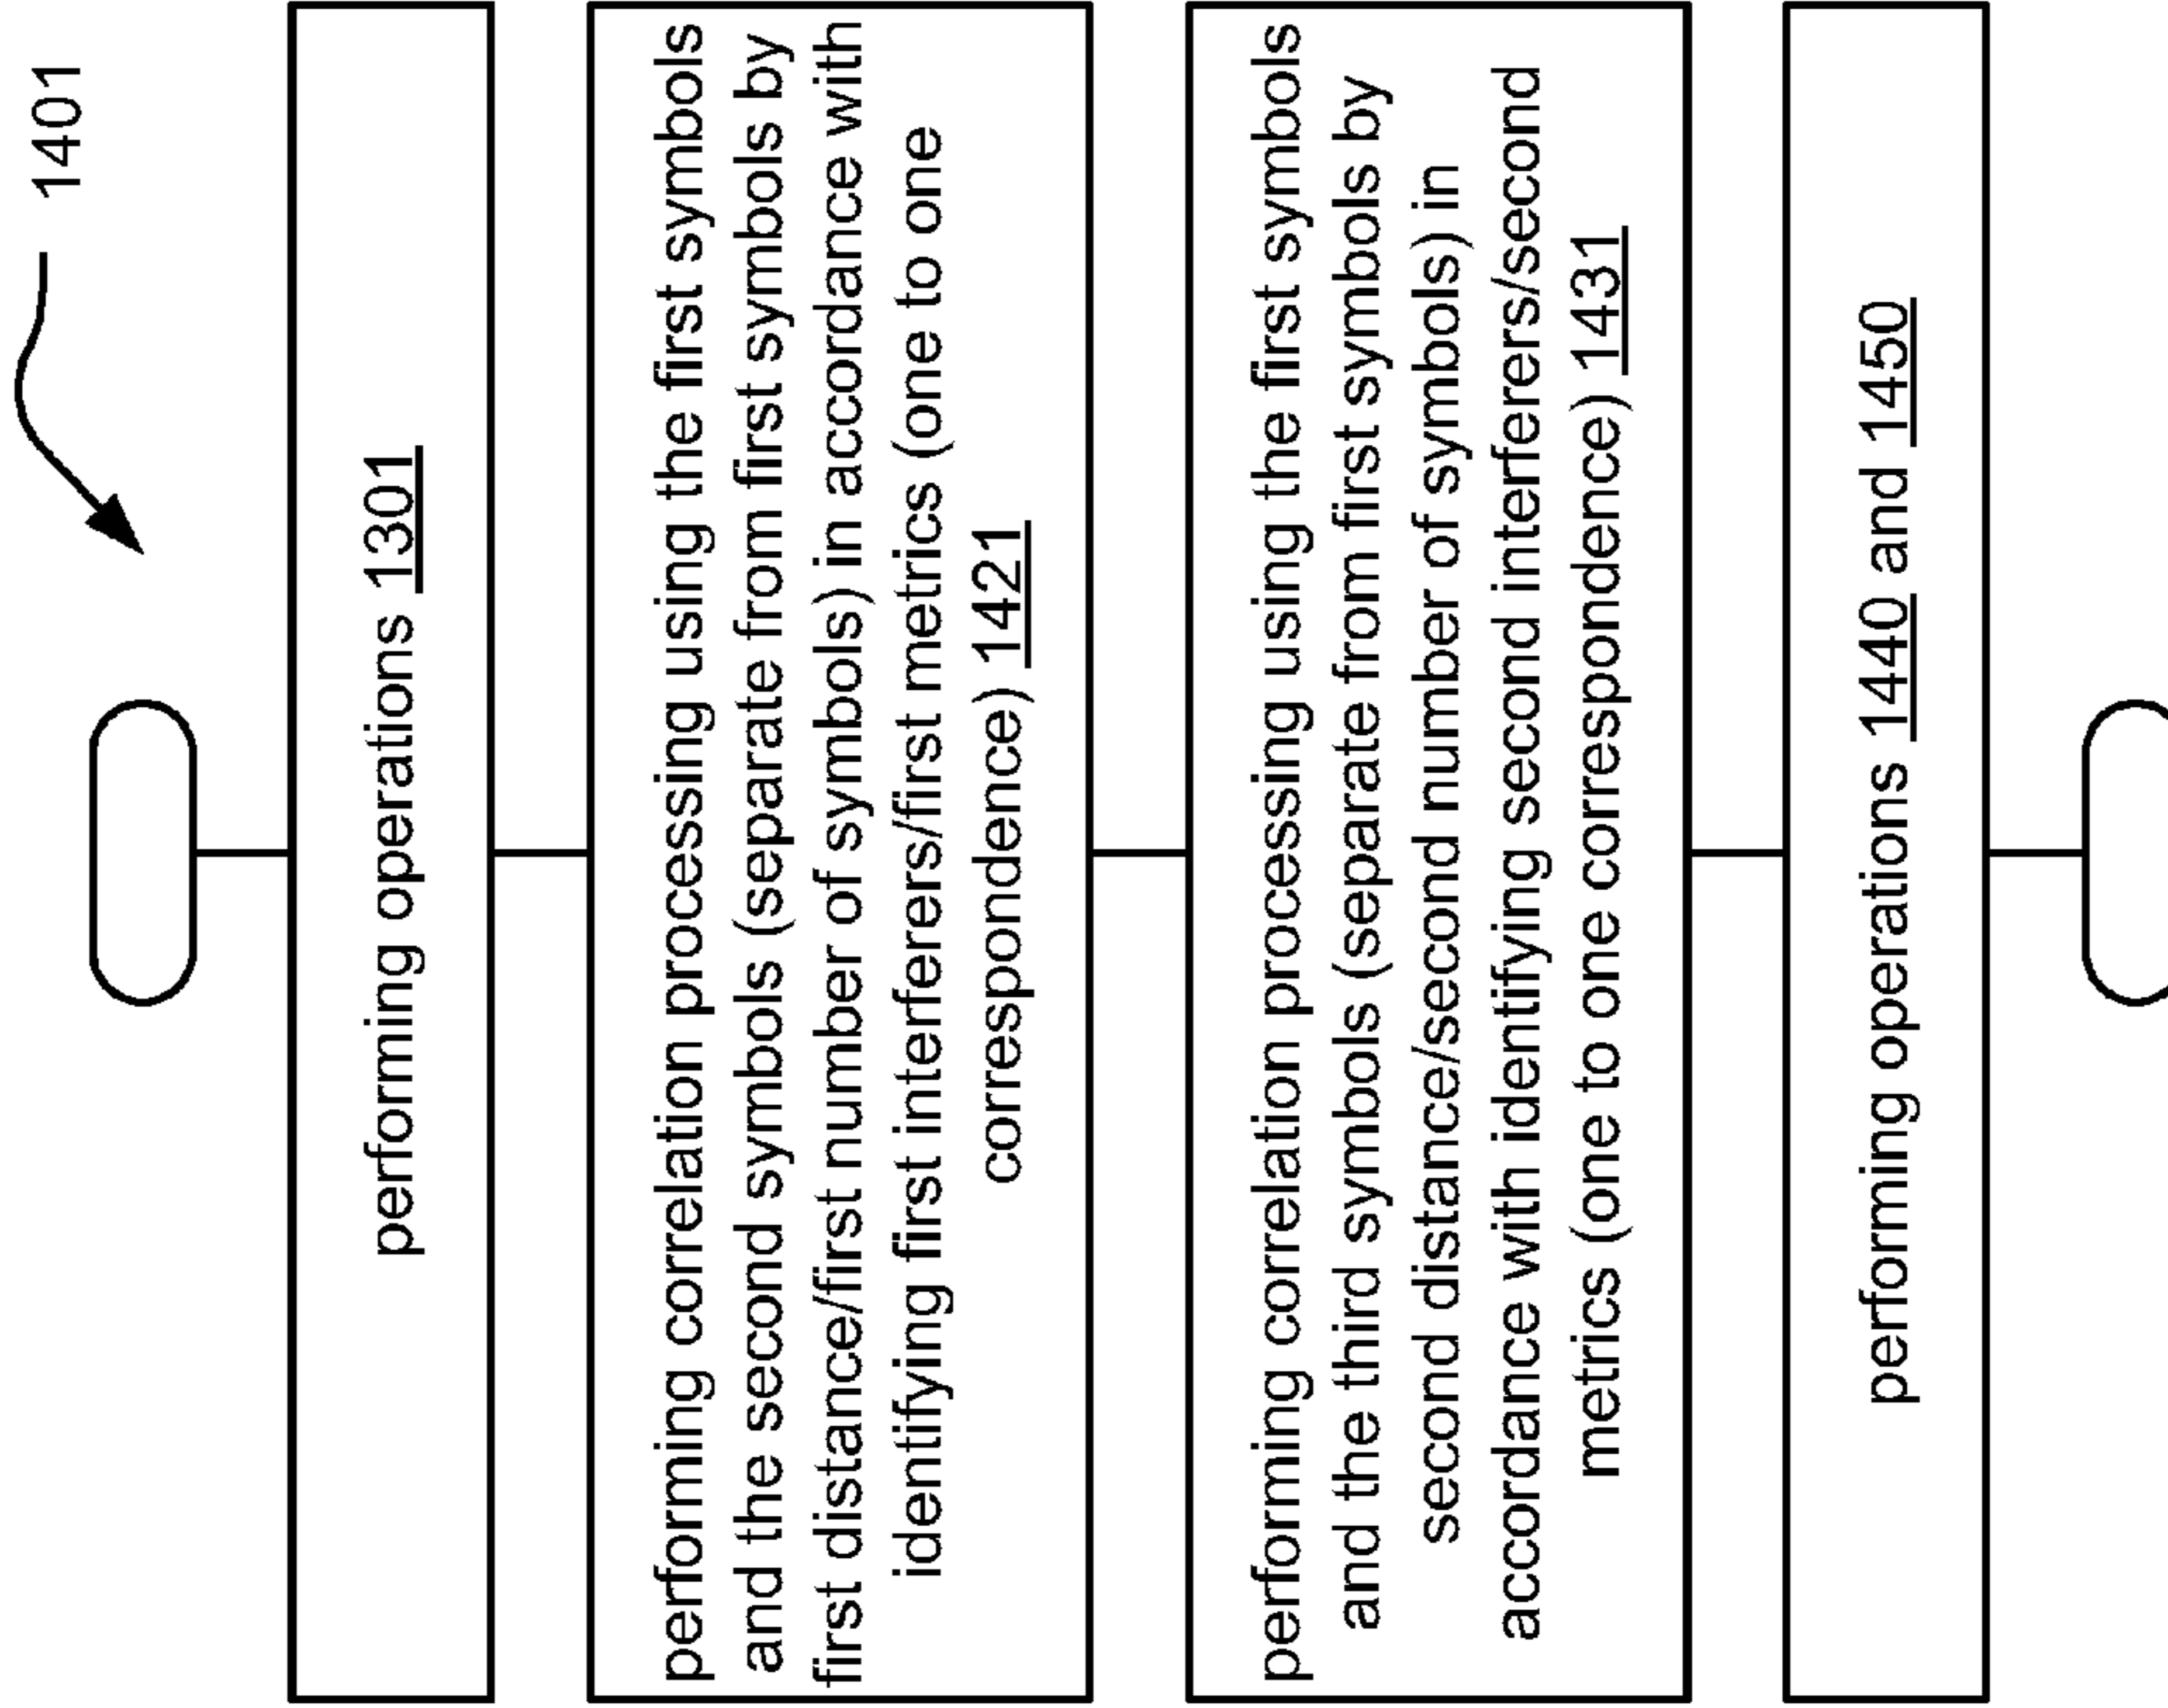 1401
performing operations 1301
performing correlation processing using the first symbols
and the second symbols (separate from first symbols by
first distance/first number of symbols) in accordance with
identifying first interferers/first metrics (one to one
correspondence) 1421
performing correlation processing using the first symbols
and the third symbols (separate from first symbols by
second distance/second number of symbols) in
accordance with identifying second interferers/second
metrics (one to one correspondence) 1431
performing operations 1440 and 1450